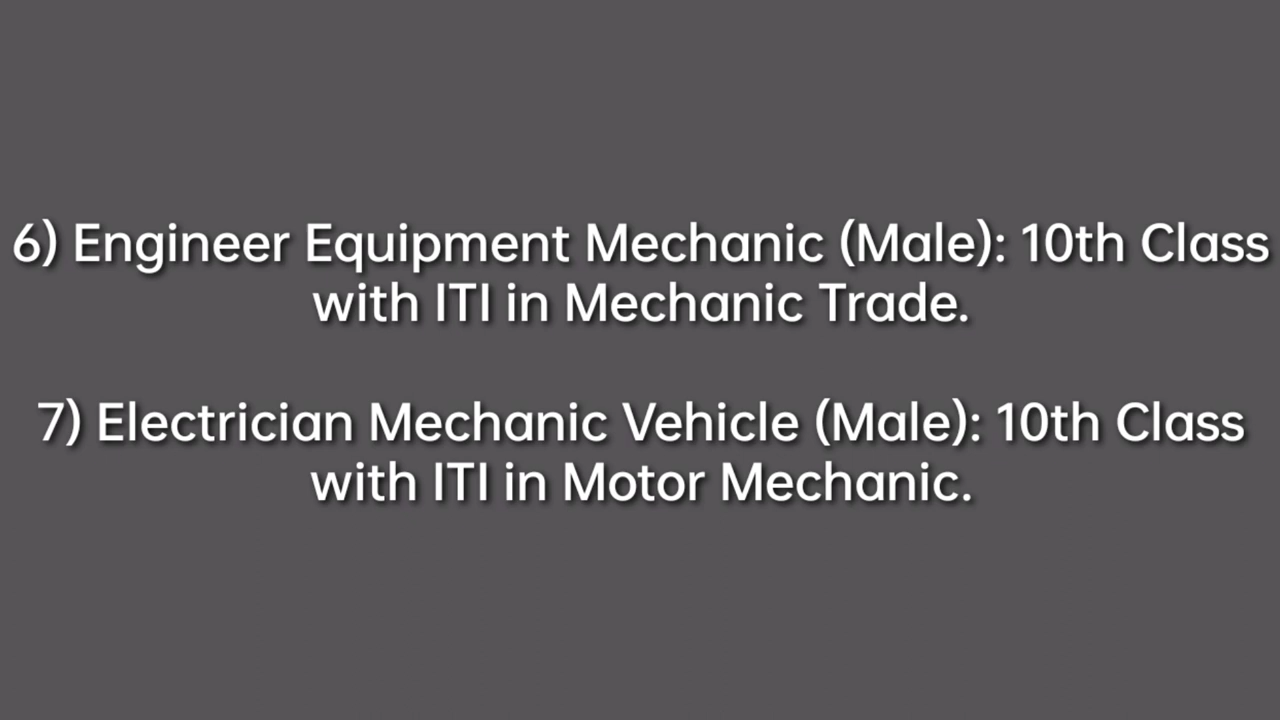 6) Engineer Equipment Mechanic (Male): 10th Class
with ITI in Mechanic Trade.
7) Electrician Mechanic Vehicle (Male): 10th Class
with ITI in Motor Mechanic.